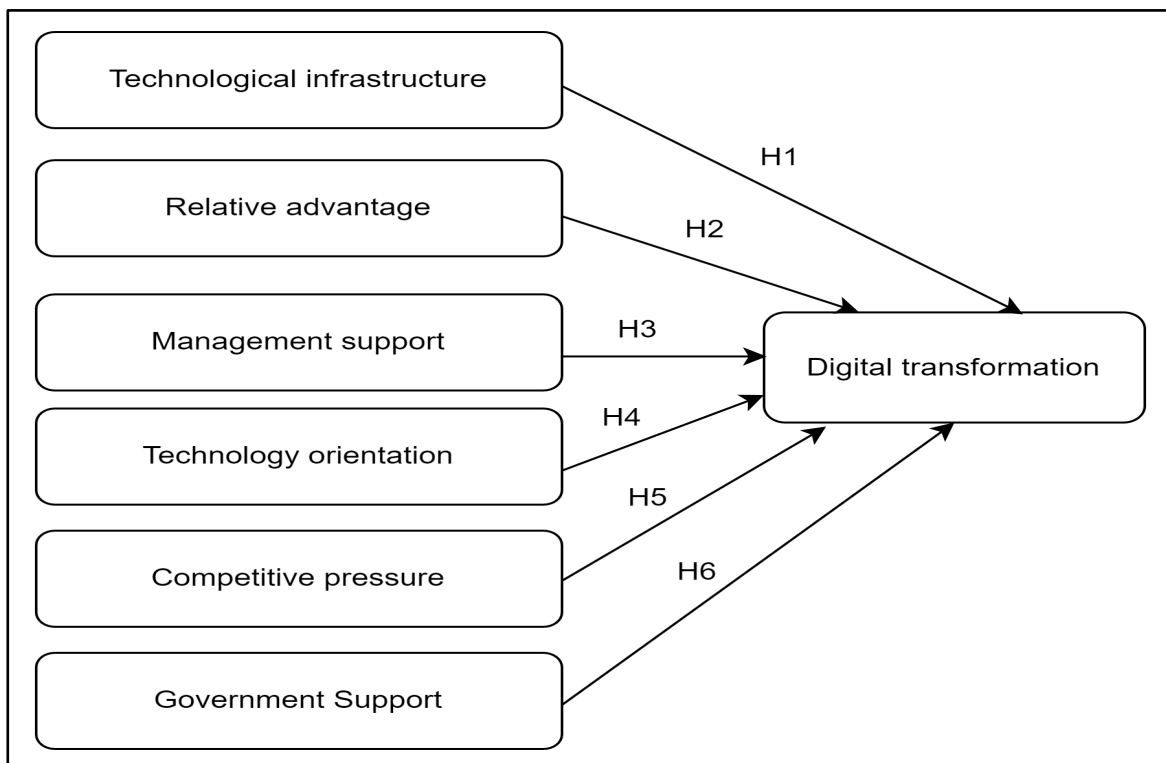 Technological infrastructure
H1
Relative advantage
H2
Management support
H3
Digital transformation
H4
Technology orientation
H5
Competitive pressure
H6
Government Support